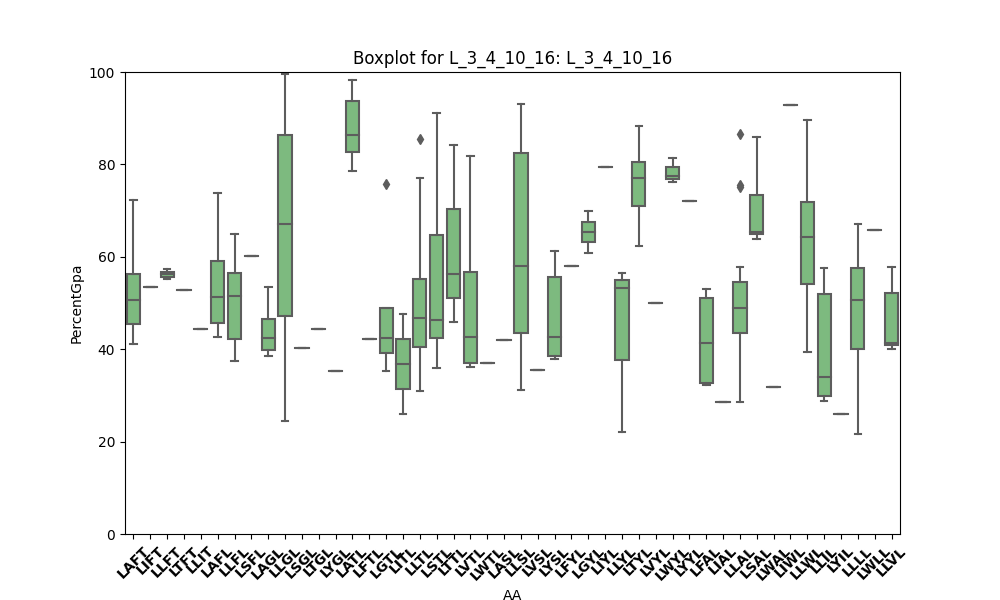 Boxplot for L_3_4_10_16: L_3_4_10_16
PercentGpa
100
80
60
40
20
0
LAFT LIFT LLFT LTFT LLIT LAFL LLFL LSFL LAGL LLGL LSGL LTGL LYGL LATL LFTL LGTL LITL LLTL LSTL LTTL LVTL LWTL LASL LLSL LVSL LYSL LFYL LGYL LIYL LLYL LTYL LVYL LWYL LYYL LFAL LIAL LLAL LSAL LWAL LIWL LLWL LLIL LYIL LLLL LWLL LLVL
AA